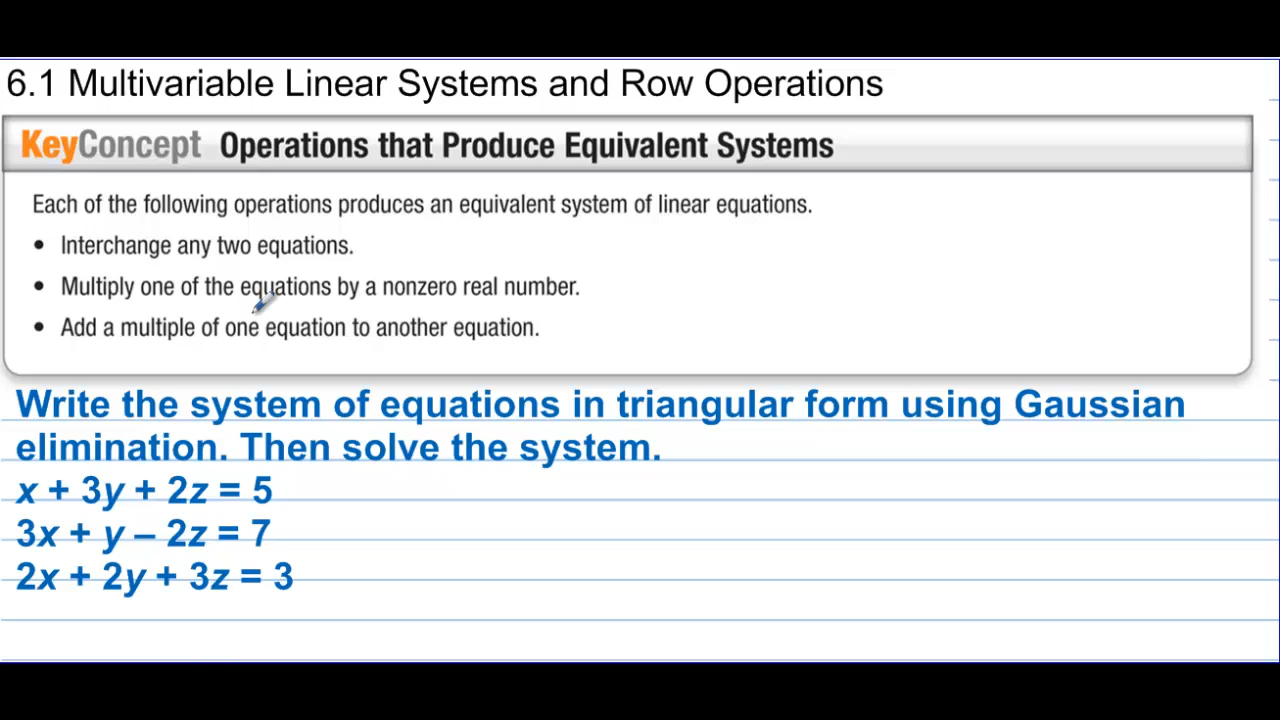 6.1 Multivariable Linear Systems and Row Operations
KeyConcept Operations that Produce Equivalent Systems
Each of the following operations produces an equivalent system of linear equations.
• Interchange any two equations.
• Multiply one of the equations by a nonzero real number.
• Add a multiple of one equation to another equation.
Write the system of equations in triangular form using Gaussian
elimination. Then solve the system.
x + 3y + 2z = 5
3x + y – 2z = 7
2x + 2y + 3z = 3